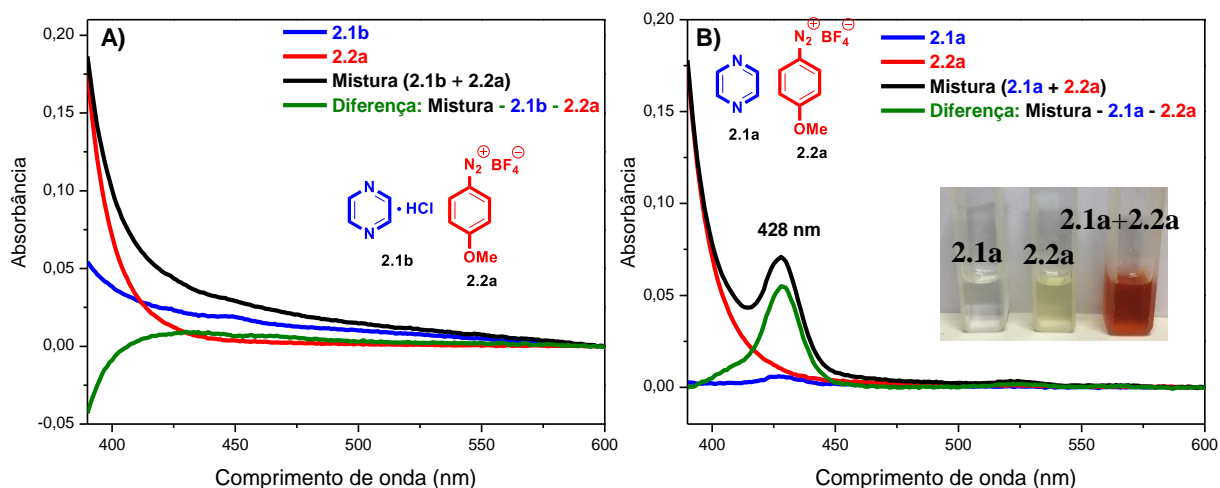 A)
2.1b
2.2a
Mistura (2.1b + 2.2a)
Diferença: Mistura - 2.1b - 2.2a
N₂ ⊕ BF₄ ⊖
N
N
• HCl
OMe
2.1b
2.2a
0,20
0,15
0,10
0,05
0,00
-0,05
Absorbância
400 450 500 550 600
Comprimento de onda (nm)
B)
2.1a
2.2a
Mistura (2.1a + 2.2a)
Diferença: Mistura - 2.1a - 2.2a
N₂ ⊕ BF₄ ⊖
N
N
OMe
2.1a
2.2a
428 nm
2.1a 2.2a 2.1a+2.2a
0,20
0,15
0,10
0,05
0,00
Absorbância
400 450 500 550 600
Comprimento de onda (nm)